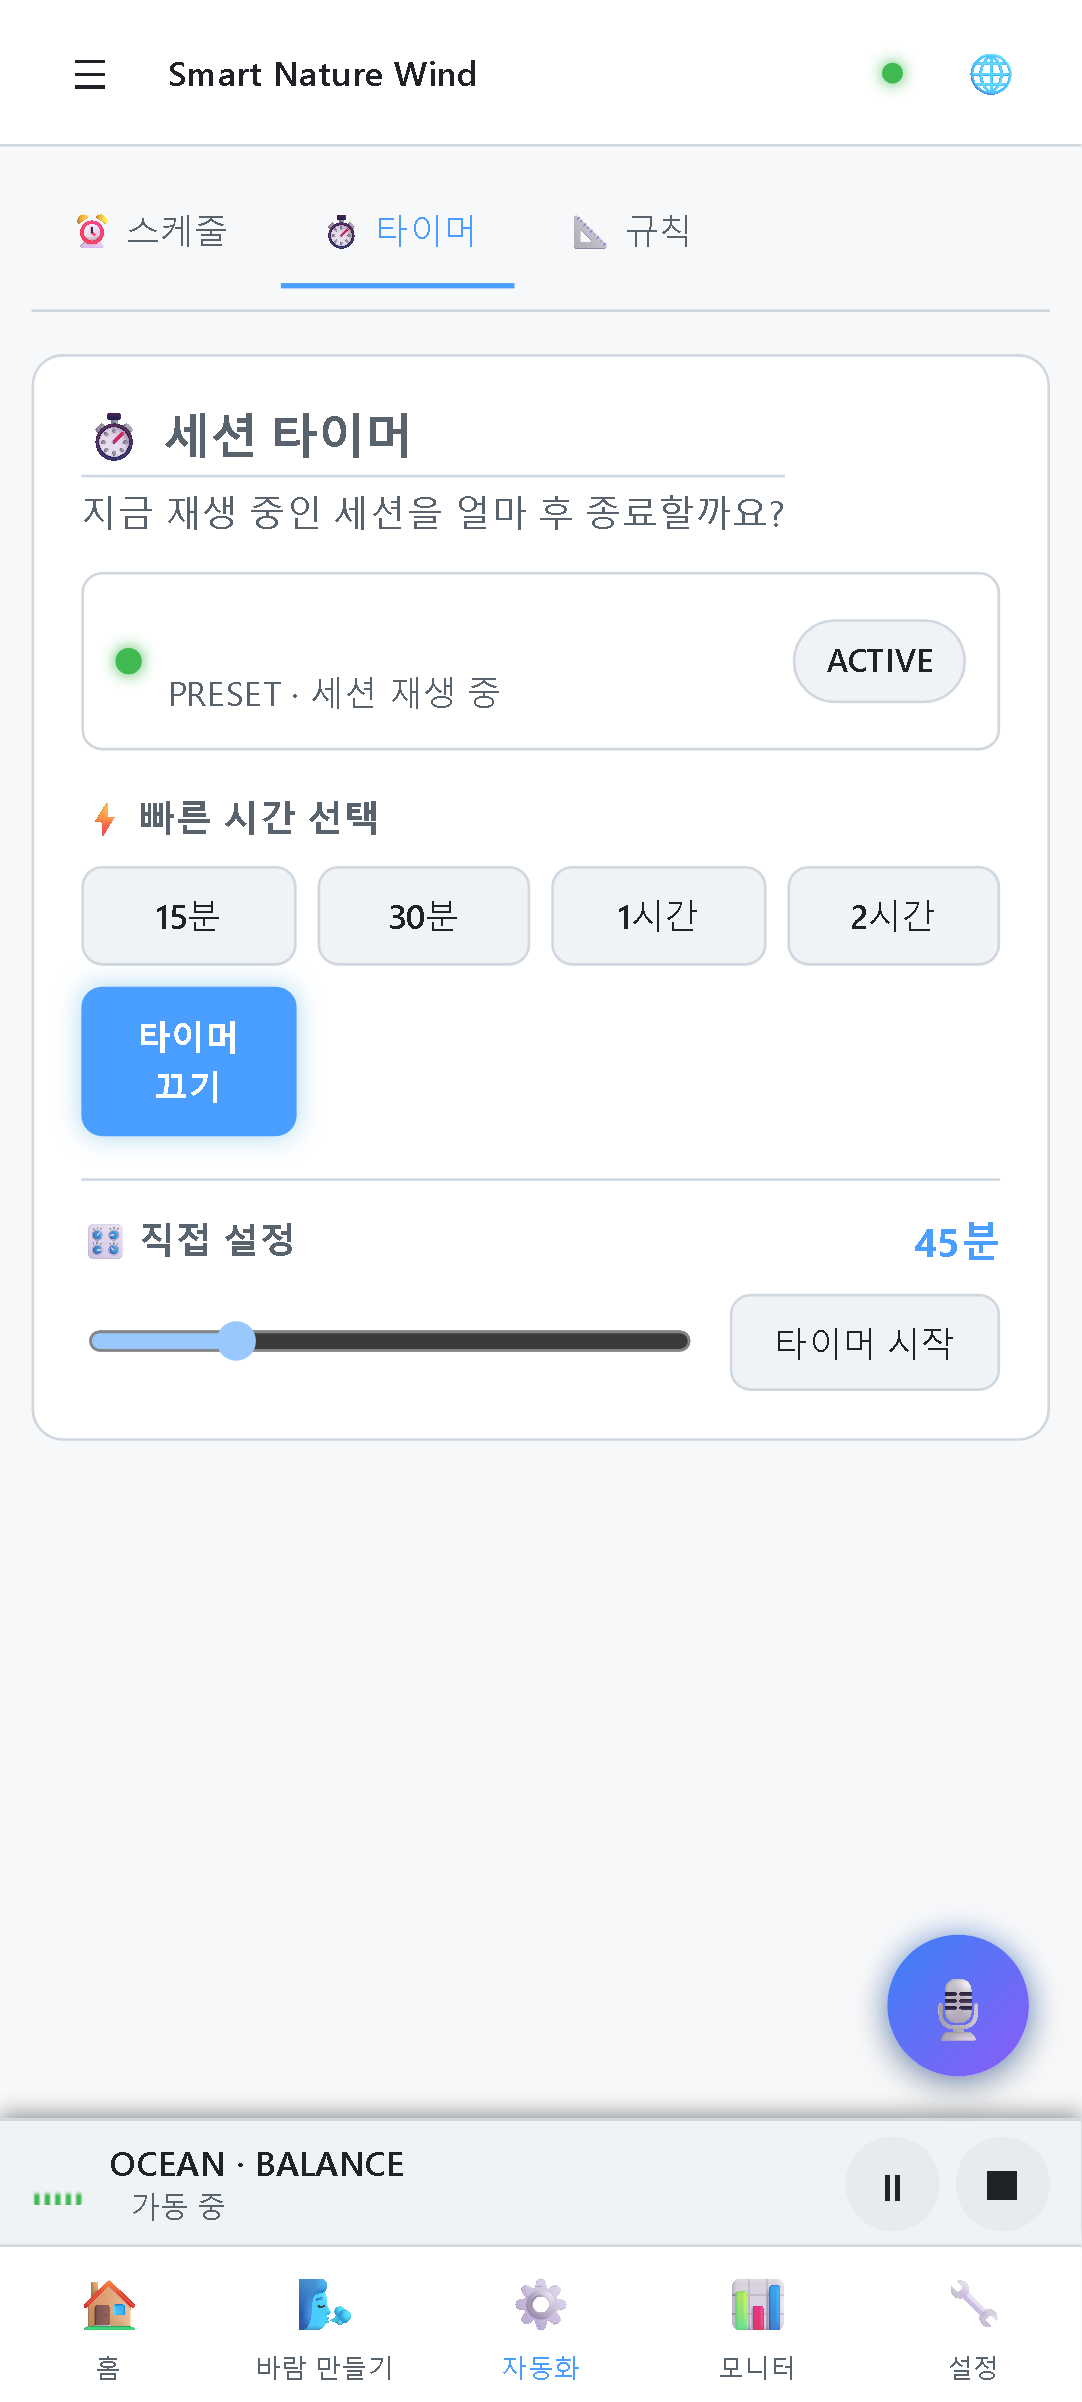 Smart Nature Wind
스케줄
타이머
규칙
세션 타이머
지금 재생 중인 세션을 얼마 후 종료할까요?
PRESET · 세션 재생 중
ACTIVE
빠른 시간 선택
15분
30분
1시간
2시간
타이머
끄기
직접 설정
45분
타이머 시작
OCEAN · BALANCE
가동 중
홈
바람 만들기
자동화
모니터
설정